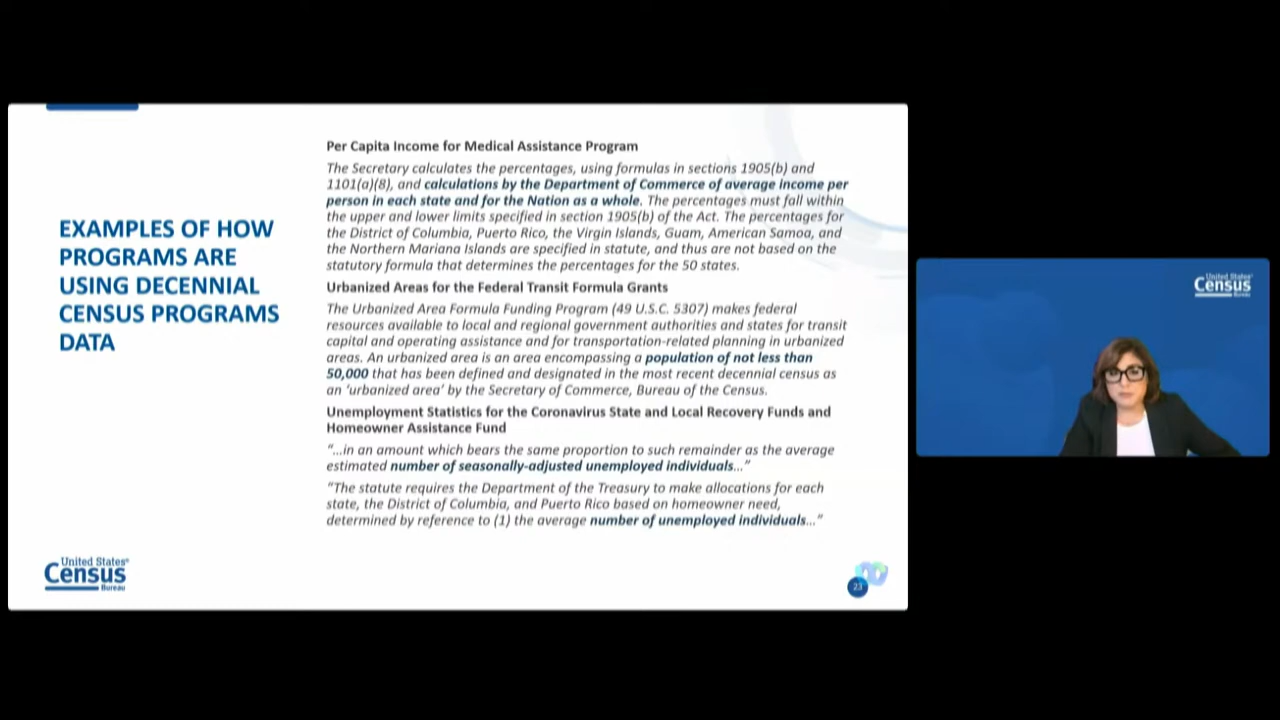 EXAMPLES OF HOW
PROGRAMS ARE
USING DECENNIAL
CENSUS PROGRAMS
DATA
Per Capita Income for Medical Assistance Program
The Secretary calculates the percentages, using formulas in sections 1905(b) and
1101(a)(8), and calculations by the Department of Commerce of average income per
person in each state and for the Nation as a whole. The percentages must fall within
the upper and lower limits specified in section 1905(b) of the Act. The percentages for
the District of Columbia, Puerto Rico, the Virgin Islands, Guam, American Samoa, and
the Northern Mariana Islands are specified in statute, and thus are not based on the
statutory formula that determines the percentages for the 50 states.
Urbanized Areas for the Federal Transit Formula Grants
The Urbanized Area Formula Funding Program (49 U.S.C. 5307) makes federal
resources available to local and regional government authorities and states for transit
capital and operating assistance and for transportation-related planning in urbanized
areas. An urbanized area is an area encompassing a population of not less than
50,000 that has been defined and designated in the most recent decennial census as
an ‘urbanized area’ by the Secretary of Commerce, Bureau of the Census.
Unemployment Statistics for the Coronavirus State and Local Recovery Funds and
Homeowner Assistance Fund
“…in an amount which bears the same proportion to such remainder as the average
estimated number of seasonally-adjusted unemployed individuals…”
“The statute requires the Department of the Treasury to make allocations for each
state, the District of Columbia, and Puerto Rico based on homeowner need,
determined by reference to (1) the average number of unemployed individuals…”
United States®
Census
Bureau
23
United States®
Census
Bureau